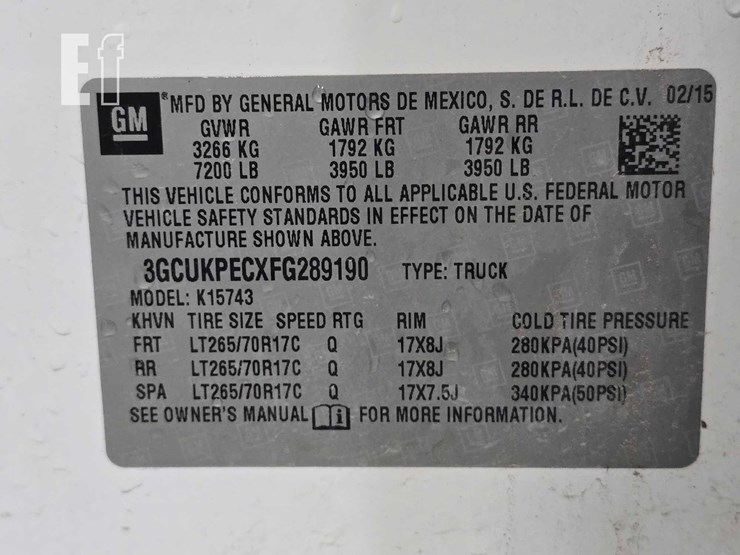 Ef
GM ® MFD BY GENERAL MOTORS DE MEXICO, S. DE R.L. DE C.V. 02/15
GVWR GAWR FRT GAWR RR
3266 KG 1792 KG 1792 KG
7200 LB 3950 LB 3950 LB
THIS VEHICLE CONFORMS TO ALL APPLICABLE U.S. FEDERAL MOTOR
VEHICLE SAFETY STANDARDS IN EFFECT ON THE DATE OF
MANUFACTURE SHOWN ABOVE.
3GCUKPECXFG289190 TYPE: TRUCK
MODEL: K15743
KHVN TIRE SIZE SPEED RTG RIM COLD TIRE PRESSURE
FRT LT265/70R17C Q 17X8J 280KPA(40PSI)
RR LT265/70R17C Q 17X8J 280KPA(40PSI)
SPA LT265/70R17C Q 17X7.5J 340KPA(50PSI)
SEE OWNER'S MANUAL i FOR MORE INFORMATION.